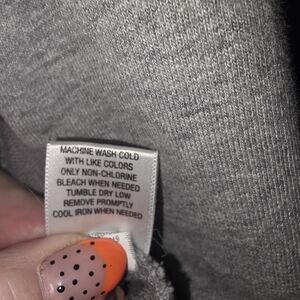 MACHINE WASH COLD
WITH LIKE COLORS
ONLY NON-CHLORINE
BLEACH WHEN NEEDED
TUMBLE DRY LOW
REMOVE PROMPTLY
COOL IRON WHEN NEEDED